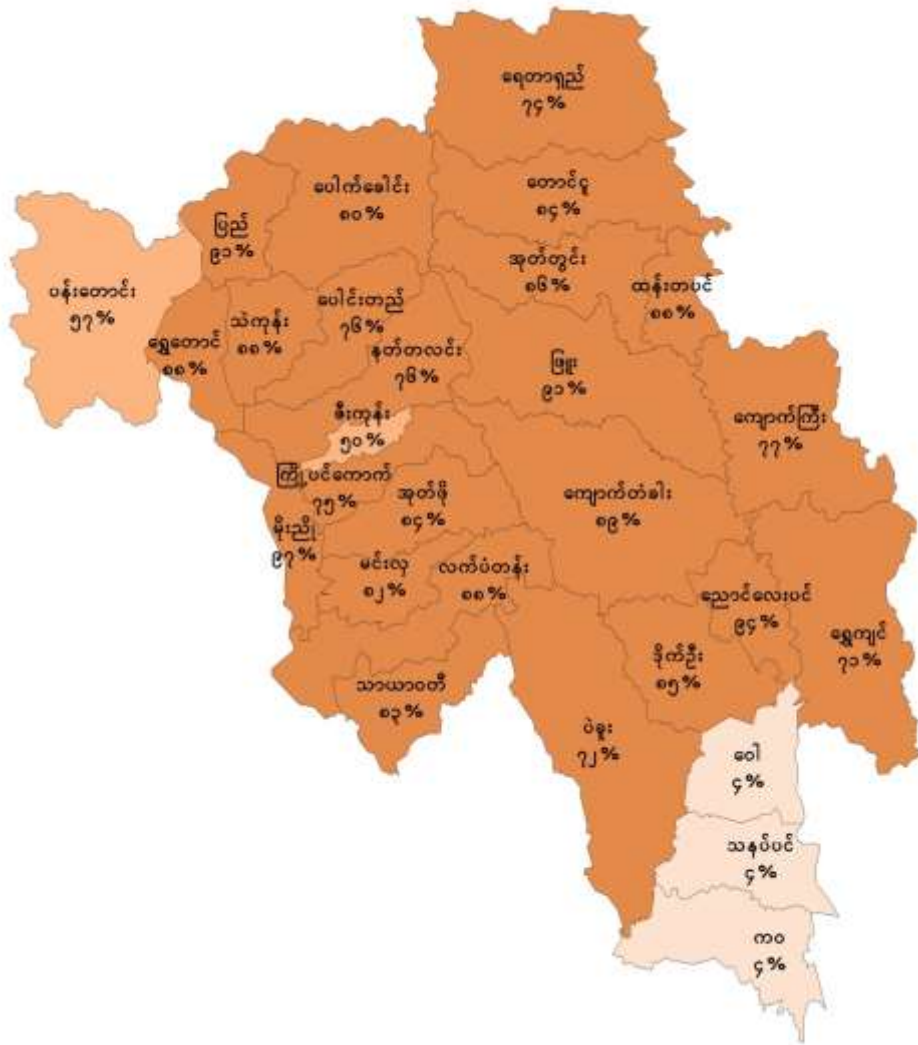 ရေတာရှည်
၇၄%
တောင်ငူ
၈၄%
ပေါက်ခေါင်း
၈၀%
ပြည်
၉၁%
အုတ်တွင်း
၈၆%
ထန်းတပင်
၈၈%
ပန်းတောင်း
၅၇%
ပေါင်းတည်
၇၆%
သဲကုန်း
၈၈%
ရွှေတောင်
၈၈%
နတ်တလင်း
၇၆%
ဖြူး
၉၁%
ဇီးကုန်း
၅၀%
ကျောက်ကြီး
၇၇%
ကြို့ပင်ကောက်
၇၅%
အုတ်ဖို
၈၄%
ကျောက်တံခါး
၈၉%
မိုးညို
၉၇%
မင်းလှ
၈၂%
လက်ပံတန်း
၈၈%
ညောင်လေးပင်
၉၄%
ရွှေကျင်
၇၁%
ဒိုက်ဦး
၈၅%
သာယာဝတီ
၈၃%
ပဲခူး
၇၂%
ဝေါ
၄%
သနပ်ပင်
၄%
ကဝ
၄%